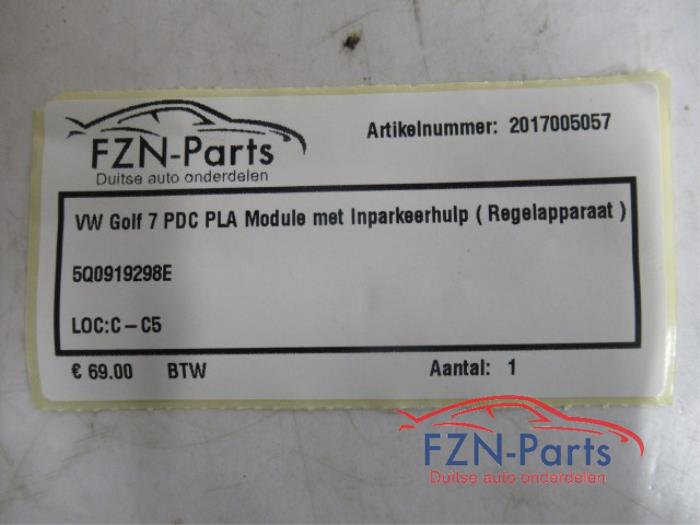 FZN-Parts
Duitse auto onderdelen
Artikelnummer: 2017005057
VW Golf 7 PDC PLA Module met Inparkeerhulp ( Regelapparaat )
5Q0919298E
LOC:C-C5
€ 69.00 BTW Aantal: 1
FZN-Parts
Duitse auto onderdelen